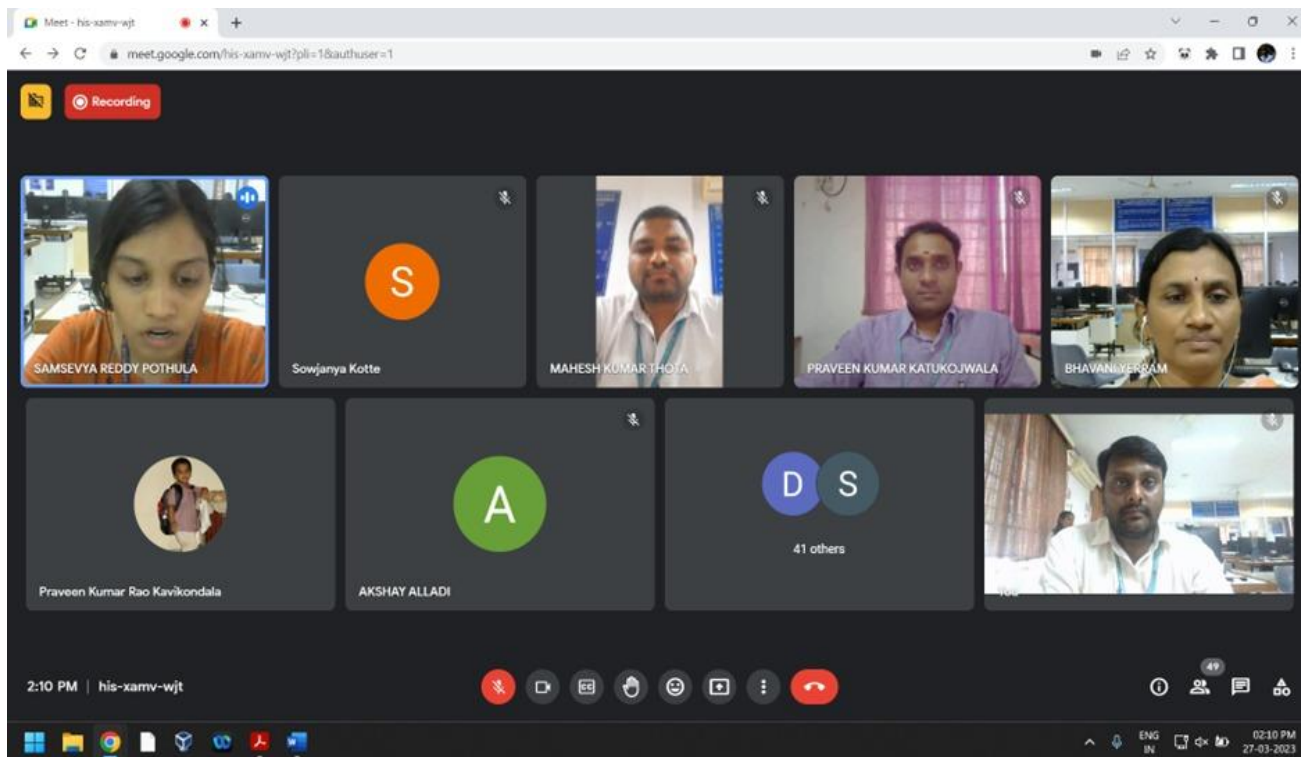 Meet - his-xamv-wjt
meet.google.com/his-xamv-wjt?pli=1&authuser=1
Recording
SAMSEVYA REDDY POTHULA
S
Sowjanya Kotte
MAHESH KUMAR THOTA
PRAVEEN KUMAR KATUKOJWALA
BHAVANI YERRAM
Praveen Kumar Rao Kavikondala
A
AKSHAY ALLADI
D S
41 others
You
2:10 PM | his-xamv-wjt
CC
49
ENG
IN
02:10 PM
27-03-2023